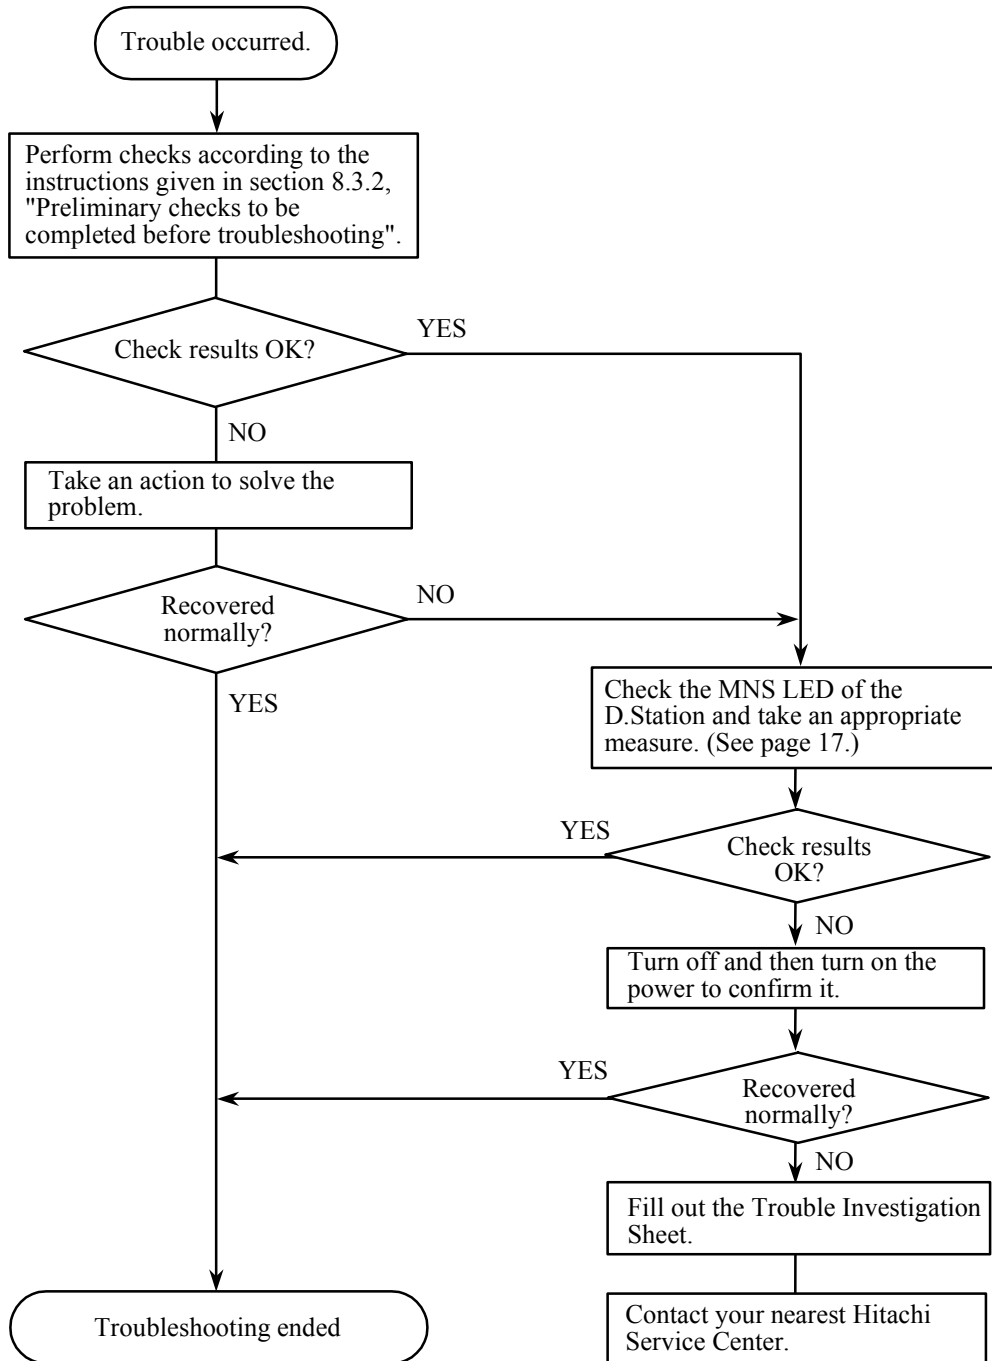 Trouble occurred.
Perform checks according to the
instructions given in section 8.3.2,
"Preliminary checks to be
completed before troubleshooting".
Check results OK?
YES
NO
Take an action to solve the
problem.
Recovered
normally?
NO
YES
Check the MNS LED of the
D.Station and take an appropriate
measure. (See page 17.)
Check results
OK?
YES
NO
Turn off and then turn on the
power to confirm it.
Recovered
normally?
YES
NO
Fill out the Trouble Investigation
Sheet.
Contact your nearest Hitachi
Service Center.
Troubleshooting ended